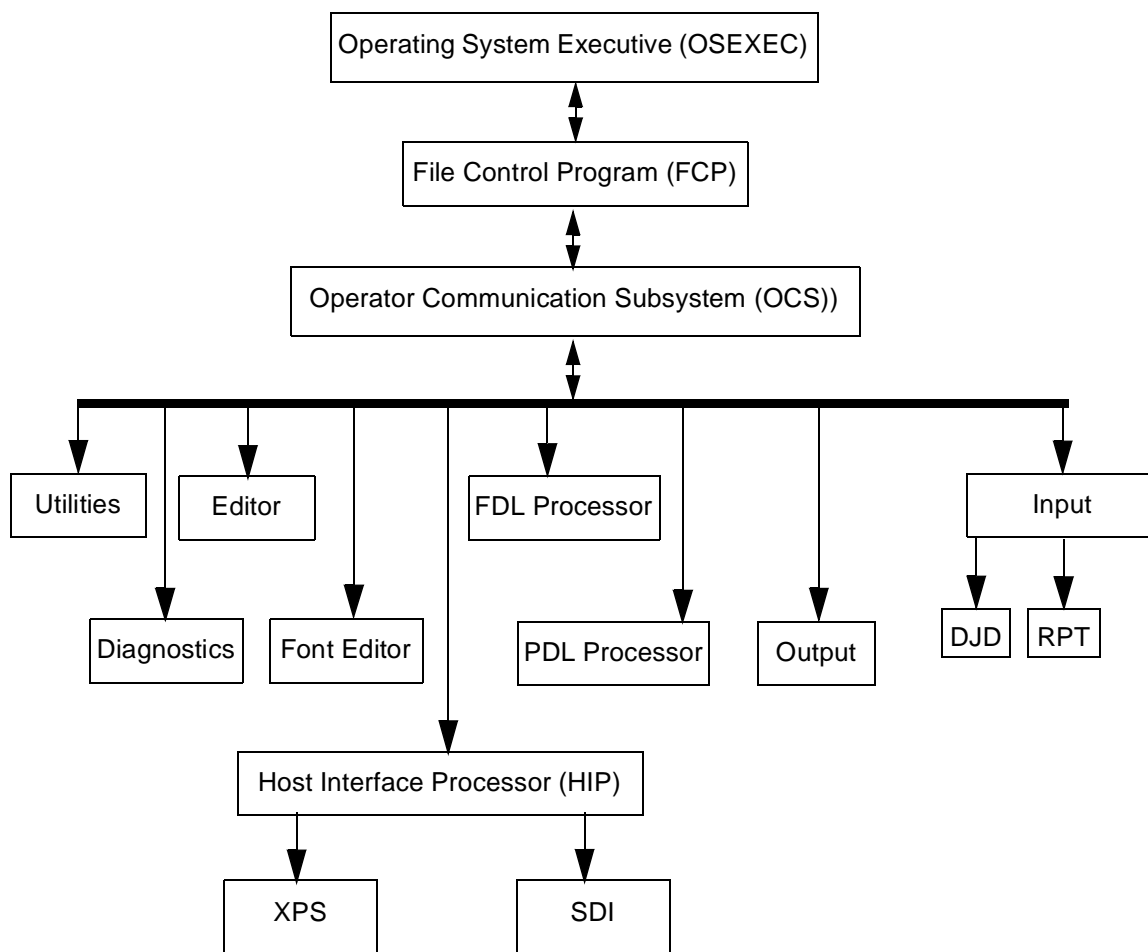 Operating System Executive (OSEXEC)
File Control Program (FCP)
Operator Communication Subsystem (OCS))
Utilities
Editor
FDL Processor
Input
Diagnostics
Font Editor
PDL Processor
Output
DJD
RPT
Host Interface Processor (HIP)
XPS
SDI